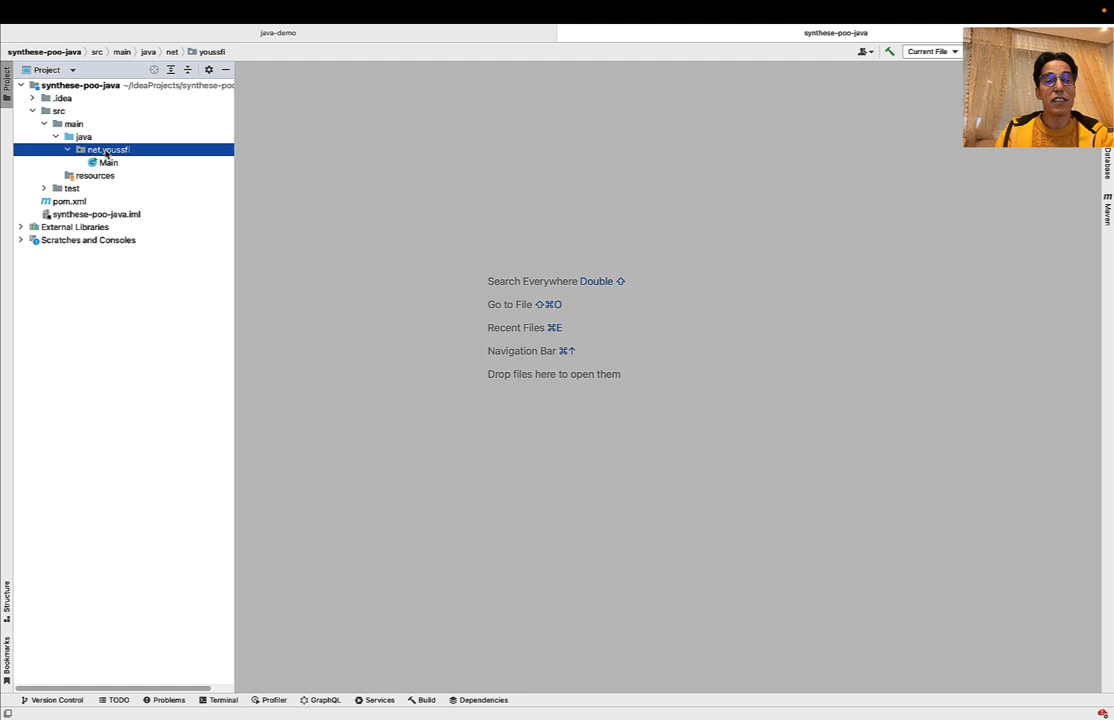 java-demo
synthese-poo-java
synthese-poo-java src main java net youssfi
Current File
Project
Project
synthese-poo-java ~/IdeaProjects/synthese-poo
.idea
src
main
java
net.youssfi
Main
resources
test
pom.xml
synthese-poo-java.iml
External Libraries
Scratches and Consoles
Search Everywhere Double ⇧
Go to File ⇧⌘O
Recent Files ⌘E
Navigation Bar ⌘↑
Drop files here to open them
Database
Maven
Structure
Bookmarks
Version Control TODO Problems Terminal Profiler GraphQL Services Build Dependencies